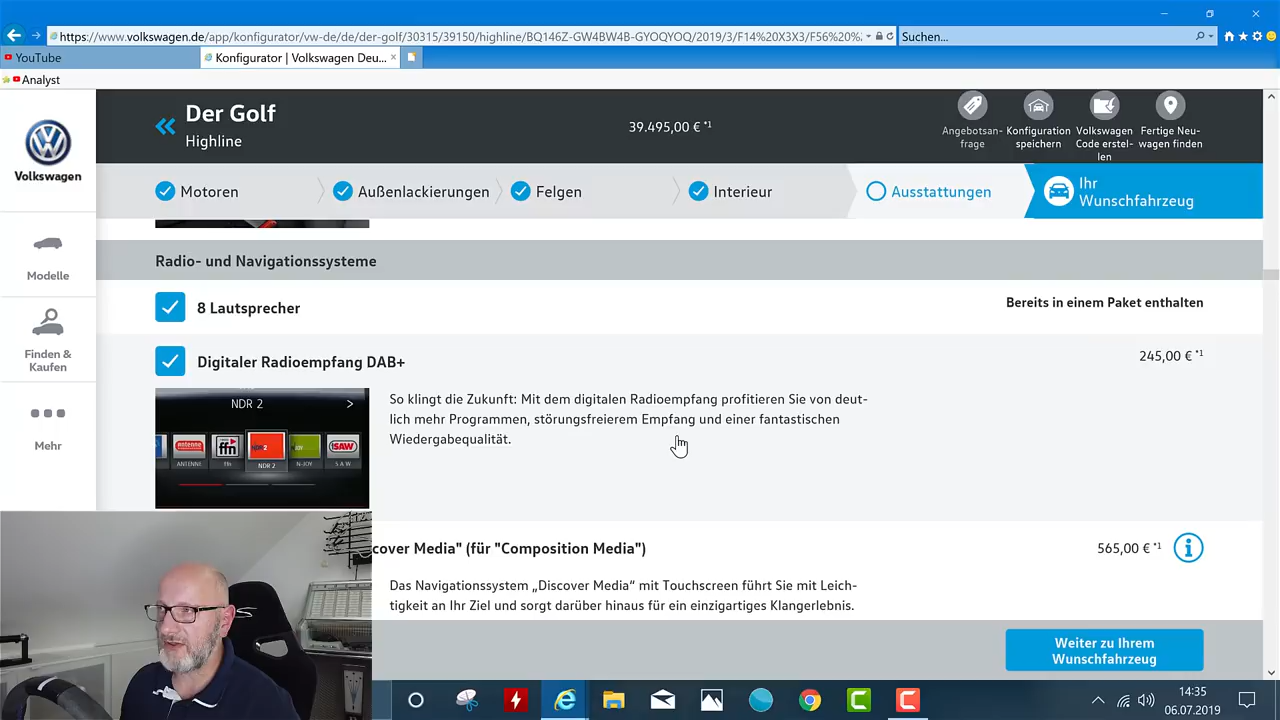 https://www.volkswagen.de/app/konfigurator/vw-de/de/der-golf/30315/39150/highline/BQ146Z-GW4BW4B-GYOQYOQ/2019/3/F14%20X3X3/F56%20%
Suchen...
YouTube
Konfigurator | Volkswagen Deu...
Analyst
Volkswagen
Der Golf
Highline
39.495,00 € *1
Angebotsan-
frage
Konfiguration
speichern
Volkswagen
Code erstel-
len
Fertige Neu-
wagen finden
Motoren
Außenlackierungen
Felgen
Interieur
Ausstattungen
Ihr
Wunschfahrzeug
Modelle
Finden &
Kaufen
Mehr
Radio- und Navigationssysteme
8 Lautsprecher
Bereits in einem Paket enthalten
Digitaler Radioempfang DAB+
245,00 € *1
NDR 2
ANTENNE
ffn
NDR 2
N-JOY
SAW
S A W
So klingt die Zukunft: Mit dem digitalen Radioempfang profitieren Sie von deut-
lich mehr Programmen, störungsfreierem Empfang und einer fantastischen
Wiedergabequalität.
cover Media" (für "Composition Media")
565,00 € *1
Das Navigationssystem „Discover Media“ mit Touchscreen führt Sie mit Leich-
tigkeit an Ihr Ziel und sorgt darüber hinaus für ein einzigartiges Klangerlebnis.
Weiter zu Ihrem
Wunschfahrzeug
14:35
06.07.2019